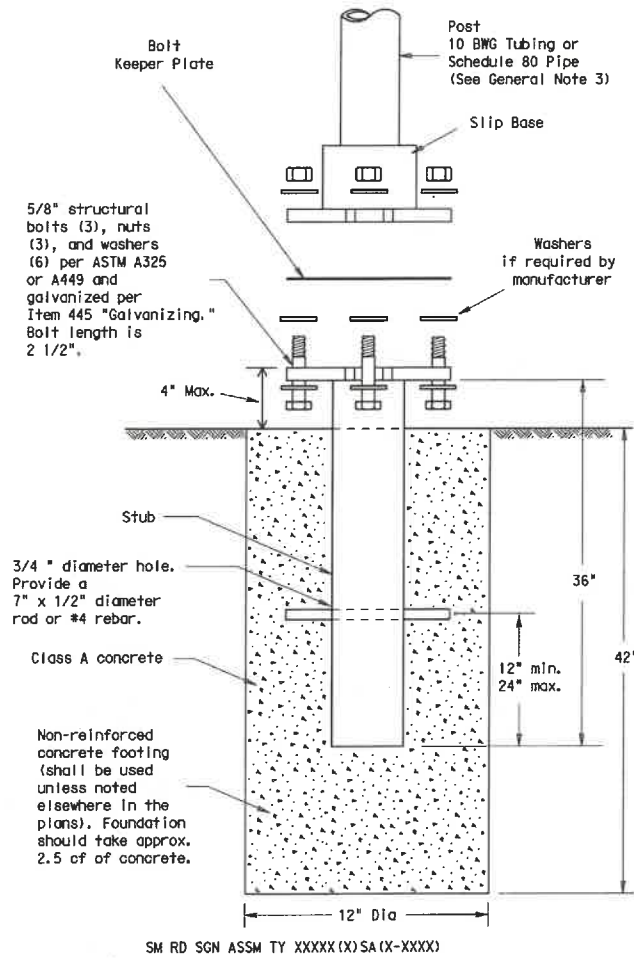 Post
10 BWG Tubing or
Schedule 80 Pipe
(See General Note 3)
Bolt
Keeper Plate
Slip Base
5/8" structural
bolts (3), nuts
(3), and washers
(6) per ASTM A325
or A449 and
galvanized per
Item 445 "Galvanizing."
Bolt length is
2 1/2".
Washers
if required by
manufacturer
4" Max.
Stub
3/4 " diameter hole.
Provide a
7" x 1/2" diameter
rod or #4 rebar.
36"
12" min.
24" max.
42"
Class A concrete
Non-reinforced
concrete footing
(shall be used
unless noted
elsewhere in the
plans). Foundation
should take approx.
2.5 cf of concrete.
12" Dia
SM RD SGN ASSM TY XXXXX(X)SA(X-XXXX)